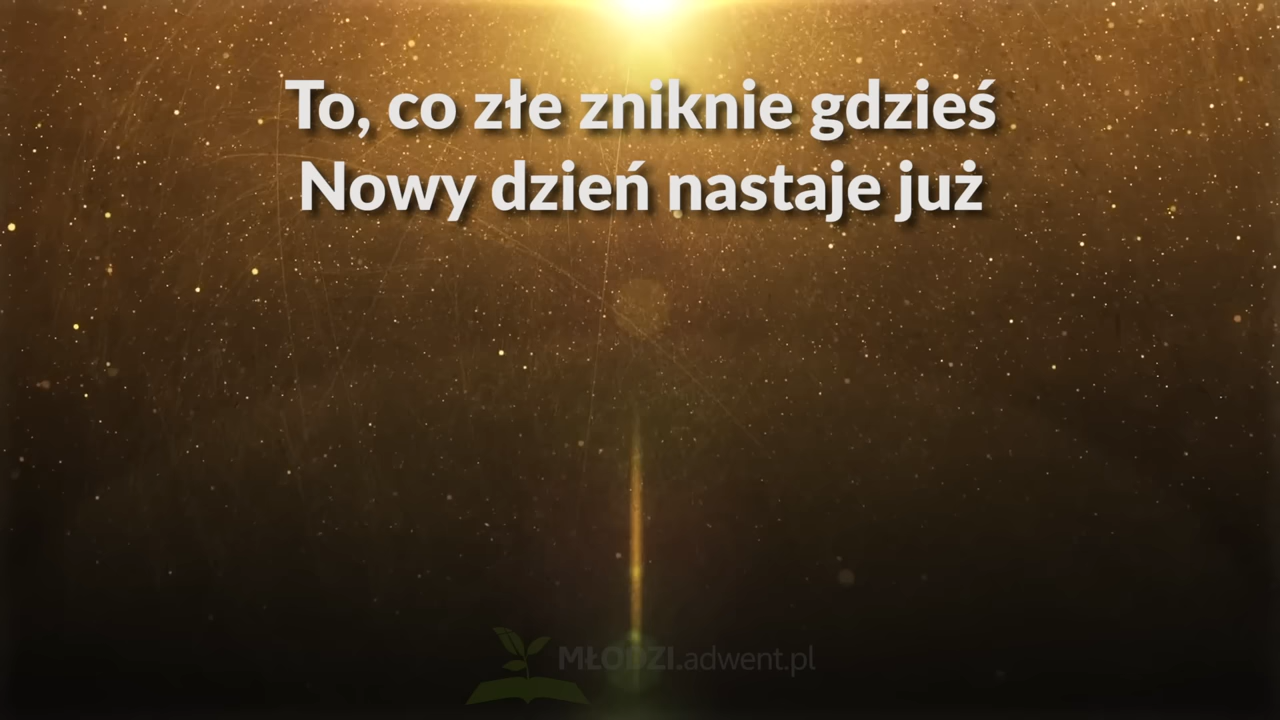 To, co złe zniknie gdzieś
Nowy dzień nastaje już
MŁODZI.adwent.pl